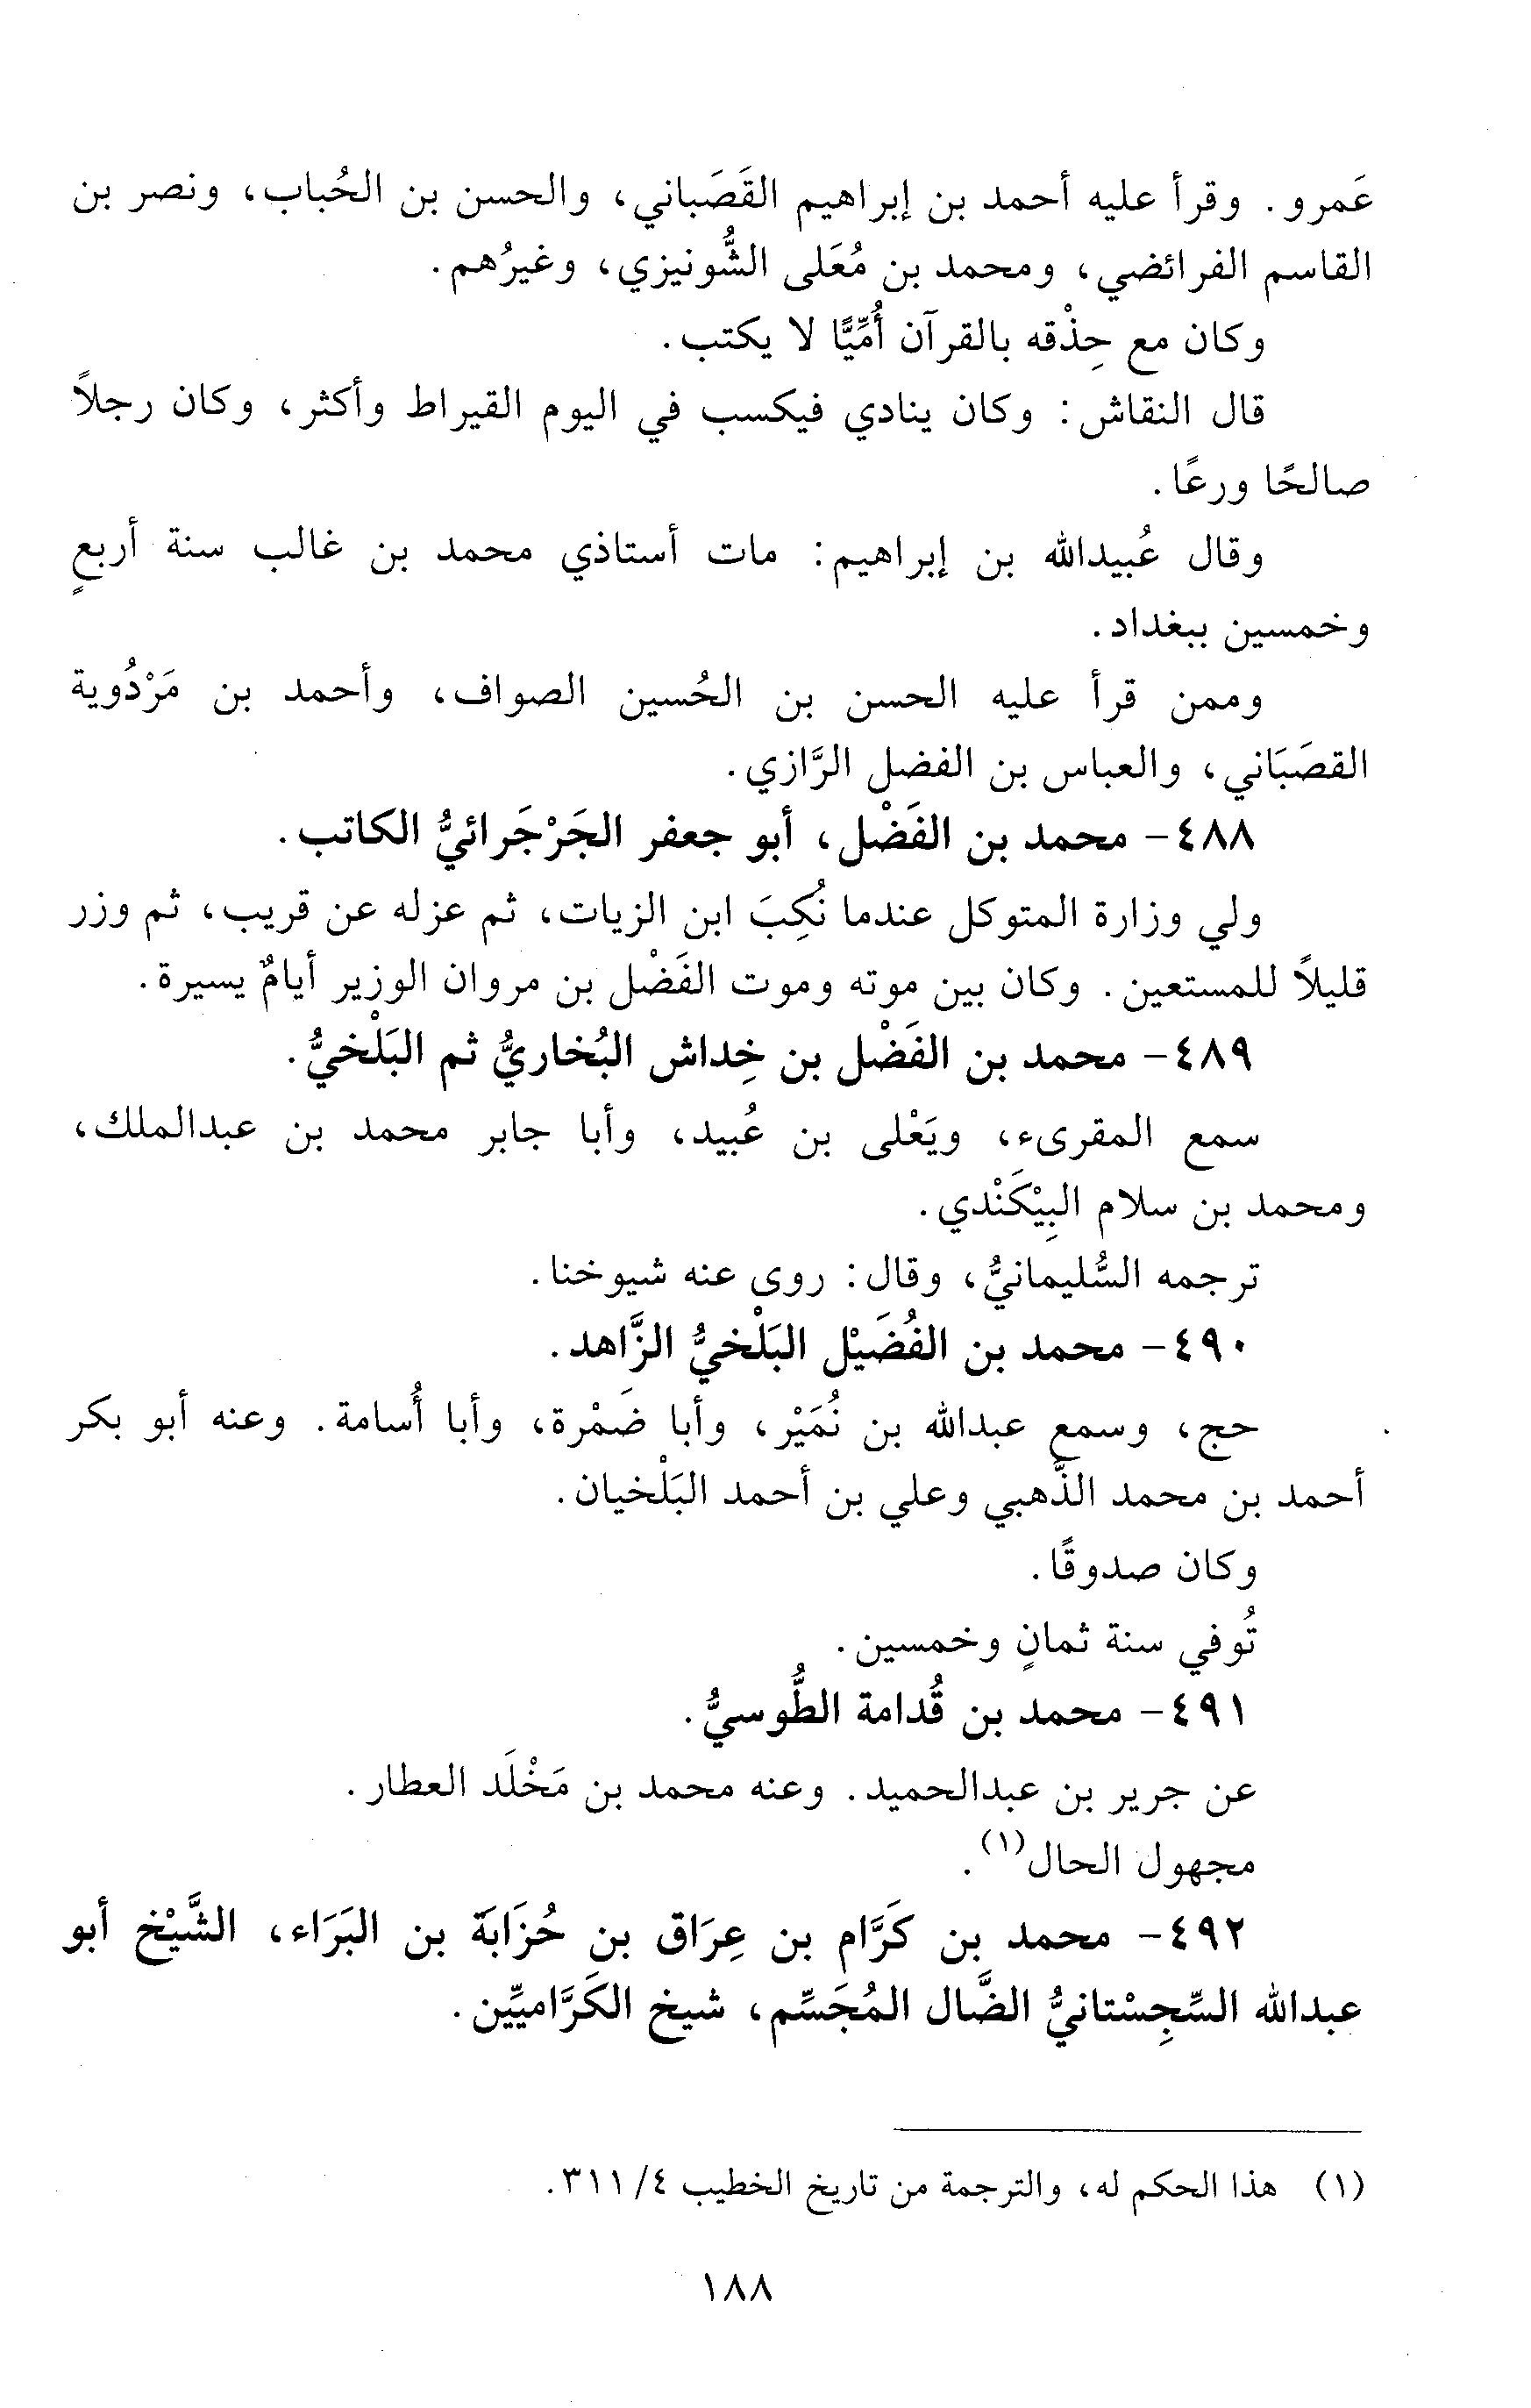 عَمرو. وقرأ عليه أحمد بن إبراهيم القَصَباني، والحسن بن الحُباب، ونصر بن
القاسم الفرائضي، ومحمد بن مُعَلى الشُّونيزي، وغيرُهم.
وكان مع حِذْقه بالقرآن أُمِّيًّا لا يكتب.
قال النقاش: وكان ينادي فيكسب في اليوم القيراط وأكثر، وكان رجلاً
صالحًا ورعًا.
وقال عُبيدالله بن إبراهيم: مات أستاذي محمد بن غالب سنة أربعٍ
وخمسين ببغداد.
وممن قرأ عليه الحسن بن الحُسين الصواف، وأحمد بن مَرْدُوية
القصَبَاني، والعباس بن الفضل الرَّازي.
٤٨٨- محمد بن الفَضْل، أبو جعفر الجَرْجَرائيُّ الكاتب.
ولي وزارة المتوكل عندما نُكِبَ ابن الزيات، ثم عزله عن قريب، ثم وزر
قليلاً للمستعين. وكان بين موته وموت الفَضْل بن مروان الوزير أيامٌ يسيرة.
٤٨٩- محمد بن الفَضْل بن خِداش البُخاريُّ ثم البَلْخيُّ.
سمع المقرىء، ويَعْلى بن عُبيد، وأبا جابر محمد بن عبدالملك،
ومحمد بن سلام البِيْكَنْدي.
ترجمه السُّليمانيُّ، وقال: روى عنه شيوخنا.
٤٩٠- محمد بن الفُضَيْل البَلْخيُّ الزَّاهد.
حج، وسمع عبدالله بن نُمَيْر، وأبا ضَمْرة، وأبا أُسامة. وعنه أبو بكر
أحمد بن محمد الذَّهبي وعلي بن أحمد البَلْخيان.
وكان صدوقًا.
تُوفي سنة ثمانٍ وخمسين.
٤٩١- محمد بن قُدامة الطُّوسيُّ.
عن جرير بن عبدالحميد. وعنه محمد بن مَخْلَد العطار.
مجهول الحال(١).
٤٩٢- محمد بن كَرَّام بن عِرَاق بن حُزَابَة بن البَرَاء، الشَّيْخ أبو
عبدالله السِّجِسْتانيُّ الضَّال المُجَسِّم، شيخ الكَرَّاميِّين.
(١) هذا الحكم له، والترجمة من تاريخ الخطيب ٤/ ٣١١.
١٨٨